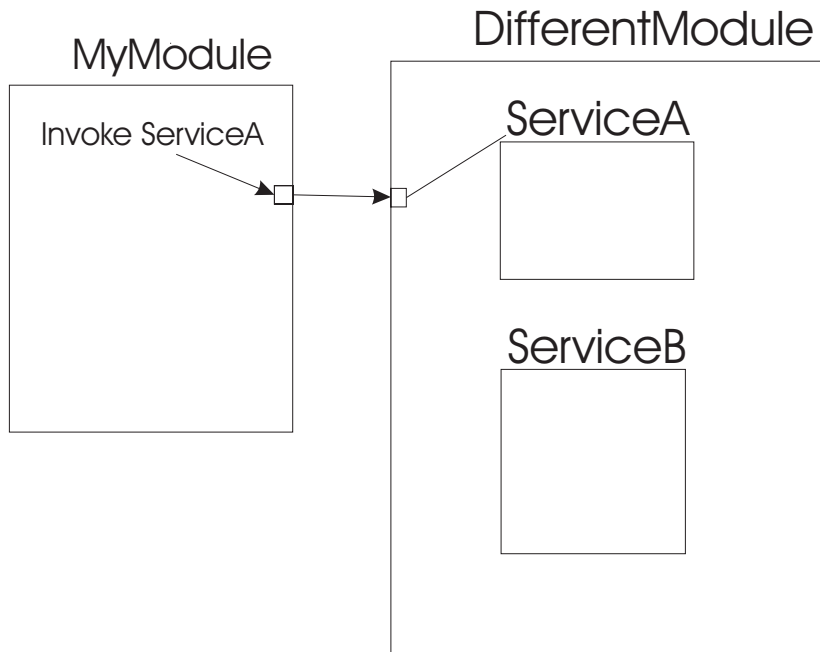 DifferentModule
MyModule
Invoke ServiceA
ServiceA
ServiceB